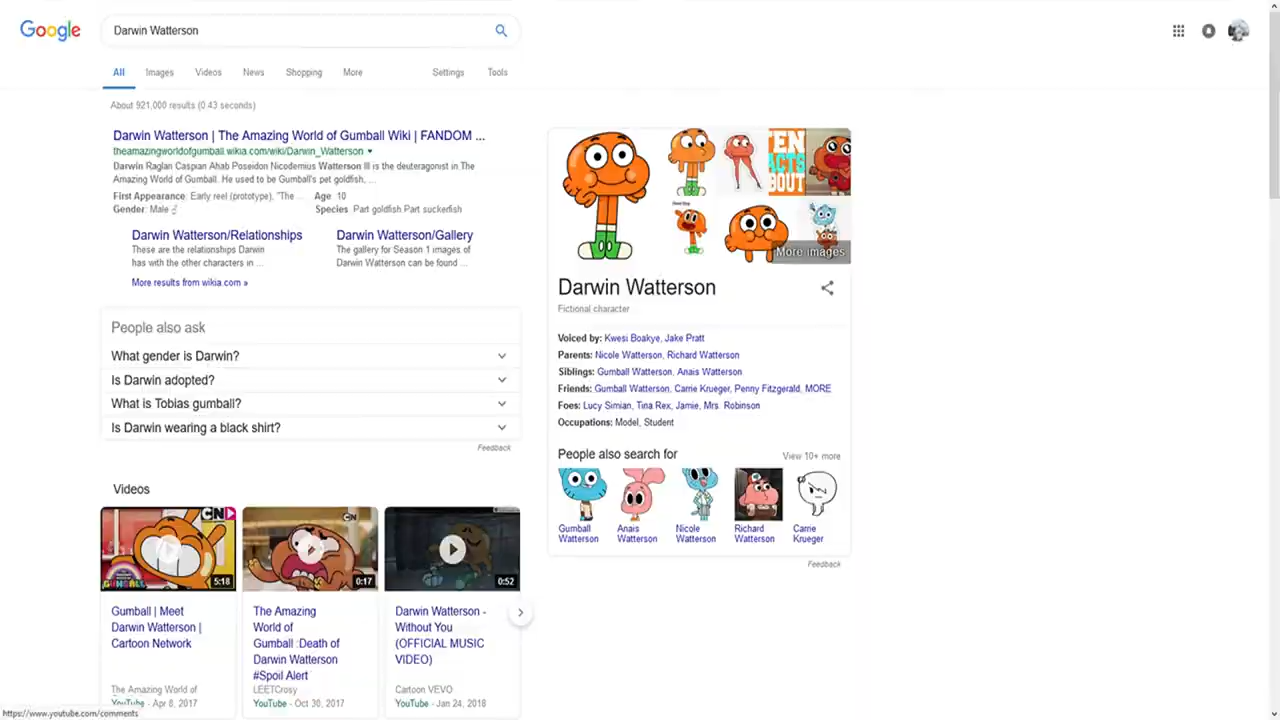 Google
Darwin Watterson
All Images Videos News Shopping More Settings Tools
About 921,000 results (0.43 seconds)
Darwin Watterson | The Amazing World of Gumball Wiki | FANDOM ...
theamazingworldofgumball.wikia.com/wiki/Darwin_Watterson
Darwin Raglan Caspian Ahab Poseidon Nicodemius Watterson III is the deuteragonist in The
Amazing World of Gumball. He used to be Gumball's pet goldfish, ...
First Appearance: Early reel (prototype), "The ... Age: 10
Gender: Male ♂ Species: Part goldfish Part suckerfish
Darwin Watterson/Relationships
These are the relationships Darwin
has with the other characters in ...
Darwin Watterson/Gallery
The gallery for Season 1 images of
Darwin Watterson can be found ...
More results from wikia.com »
People also ask
What gender is Darwin?
Is Darwin adopted?
What is Tobias gumball?
Is Darwin wearing a black shirt?
Feedback
Videos
CN
GUMBALL
5:18
CN
0:17
0:52
Gumball | Meet
Darwin Watterson |
Cartoon Network
The Amazing World of
YouTube - Apr 8, 2017
The Amazing
World of
Gumball :Death of
Darwin Watterson
#Spoil Alert
LEETCrosy
YouTube - Oct 30, 2017
Darwin Watterson -
Without You
(OFFICIAL MUSIC
VIDEO)
Cartoon VEVO
YouTube - Jan 24, 2018
https://www.youtube.com/comments
EN
ACTS
BOUT
More images
Darwin Watterson
Fictional character
Voiced by: Kwesi Boakye, Jake Pratt
Parents: Nicole Watterson, Richard Watterson
Siblings: Gumball Watterson, Anais Watterson
Friends: Gumball Watterson, Carrie Krueger, Penny Fitzgerald, MORE
Foes: Lucy Simian, Tina Rex, Jamie, Mrs. Robinson
Occupations: Model, Student
People also search for
View 10+ more
Gumball
Watterson
Anais
Watterson
Nicole
Watterson
Richard
Watterson
Carrie
Krueger
Feedback